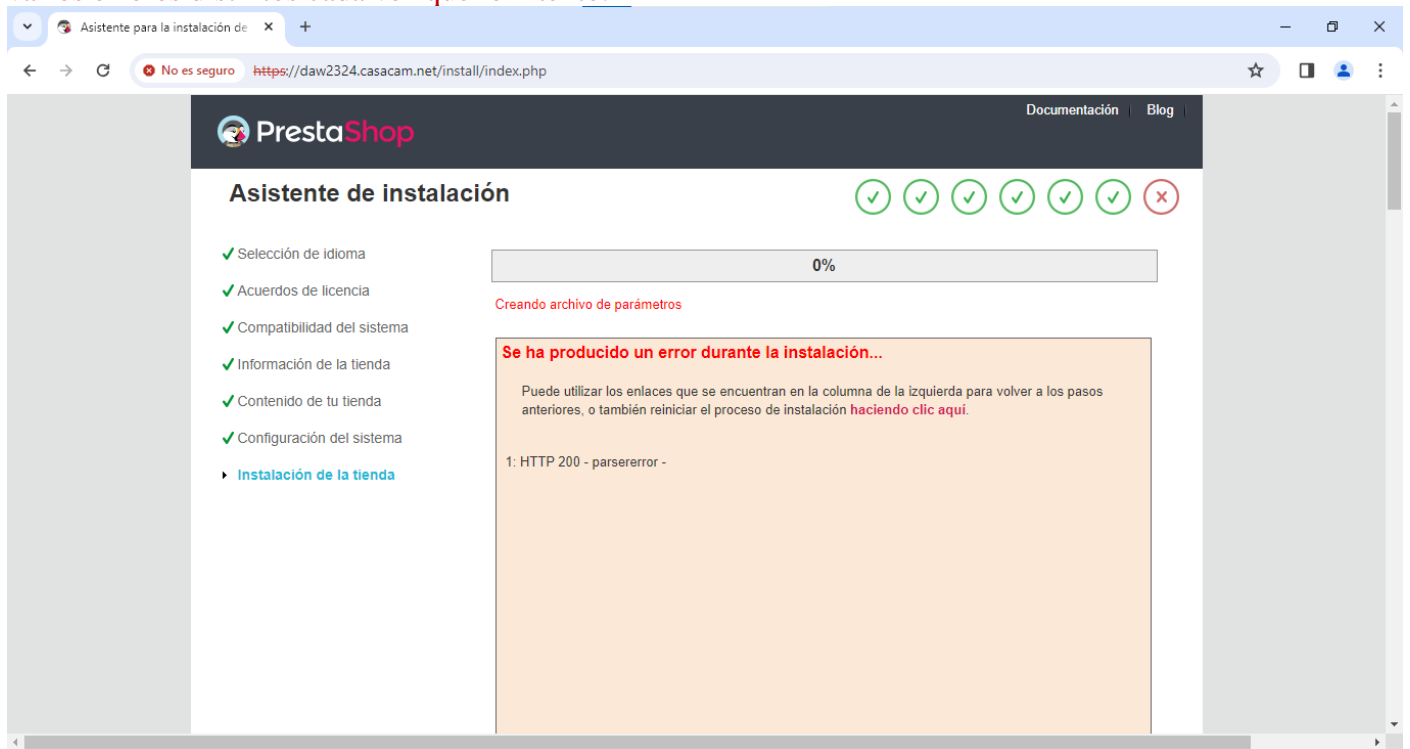 Asistente para la instalación de
No es seguro https://daw2324.casacam.net/install/index.php
Documentación | Blog |
PrestaShop
Asistente de instalación
Selección de idioma
Acuerdos de licencia
Compatibilidad del sistema
Información de la tienda
Contenido de tu tienda
Configuración del sistema
Instalación de la tienda
0%
Creando archivo de parámetros
Se ha producido un error durante la instalación...
Puede utilizar los enlaces que se encuentran en la columna de la izquierda para volver a los pasos
anteriores, o también reiniciar el proceso de instalación haciendo clic aquí.
1: HTTP 200 - parsererror -